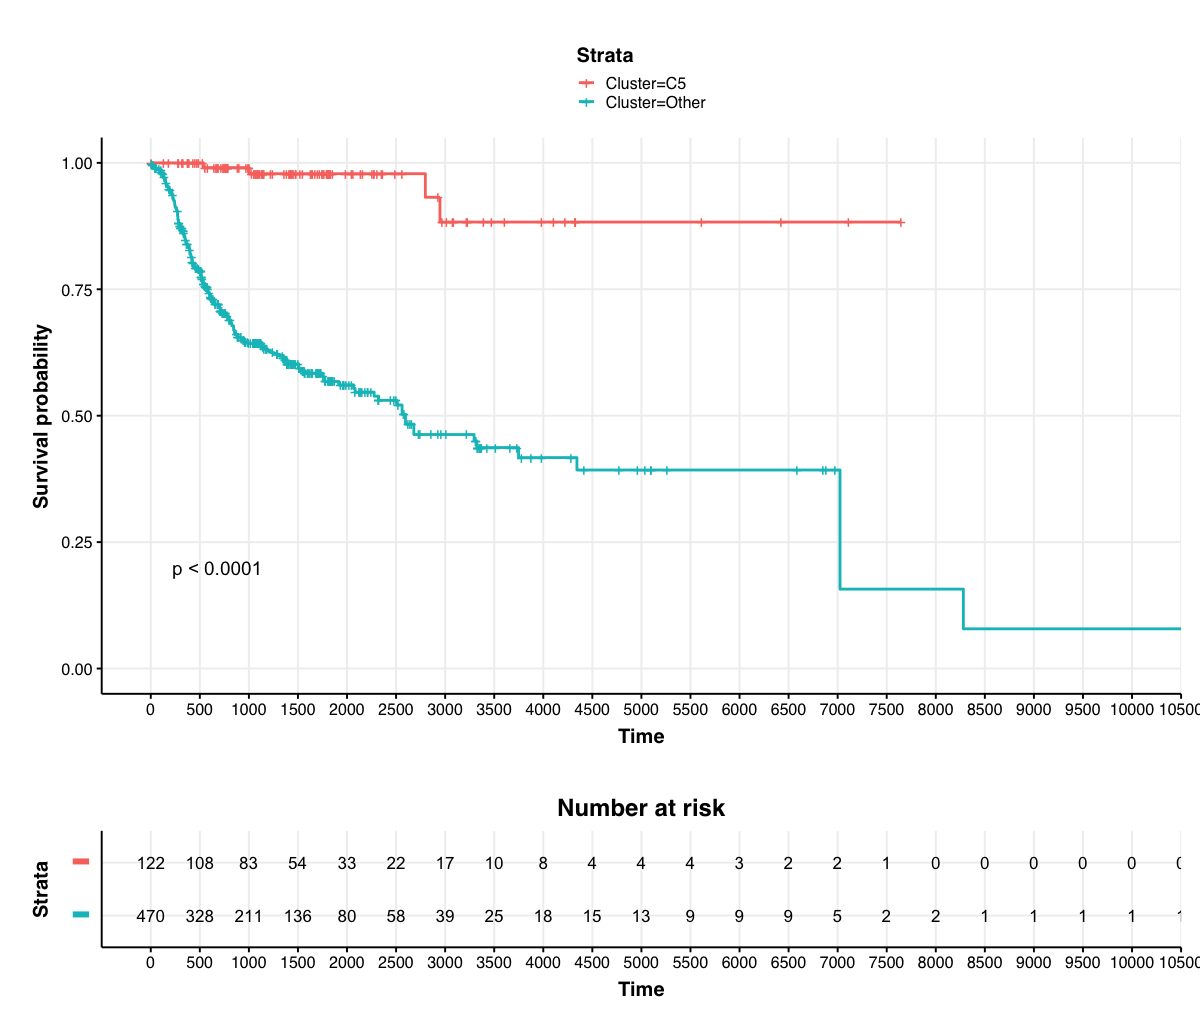 Strata
Cluster=C5
Cluster=Other
1.00
0.75
0.50
0.25
0.00
Survival probability
p < 0.0001
0 500 1000 1500 2000 2500 3000 3500 4000 4500 5000 5500 6000 6500 7000 7500 8000 8500 9000 9500 10000 10500
Time
Number at risk
Strata
122 108 83 54 33 22 17 10 8 4 4 4 3 2 2 1 0 0 0 0 0 0
470 328 211 136 80 58 39 25 18 15 13 9 9 9 5 2 2 1 1 1 1 1
0 500 1000 1500 2000 2500 3000 3500 4000 4500 5000 5500 6000 6500 7000 7500 8000 8500 9000 9500 10000 10500
Time